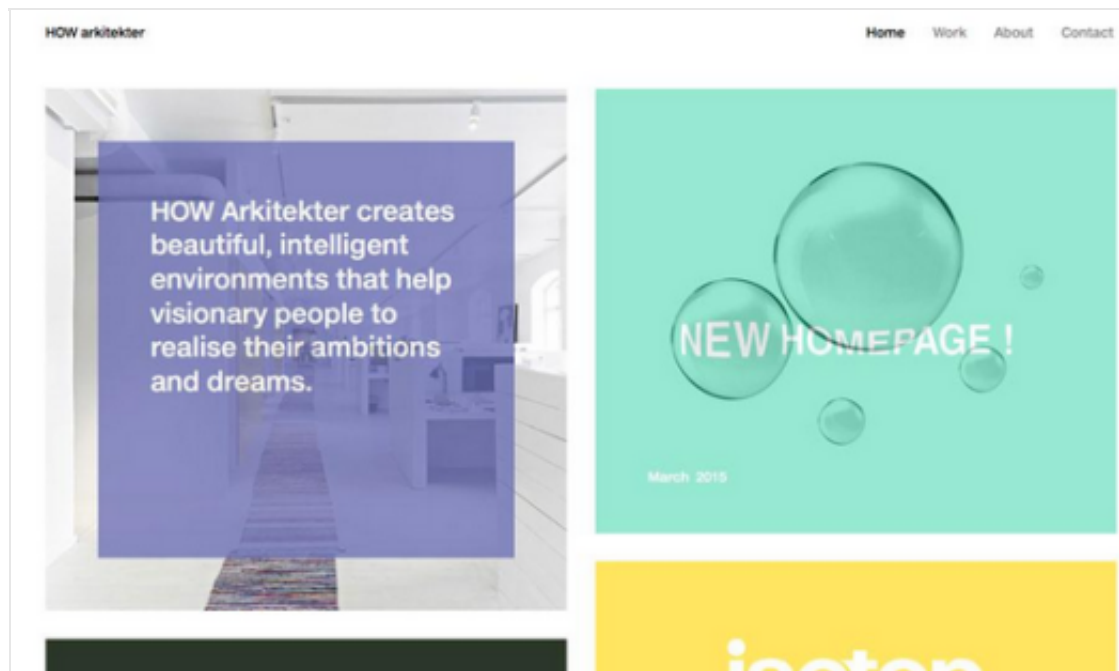 HOW arkitekter
Home Work About Contact
HOW Arkitekter creates
beautiful, intelligent
environments that help
visionary people to
realise their ambitions
and dreams.
NEW HOMEPAGE !
March 2015